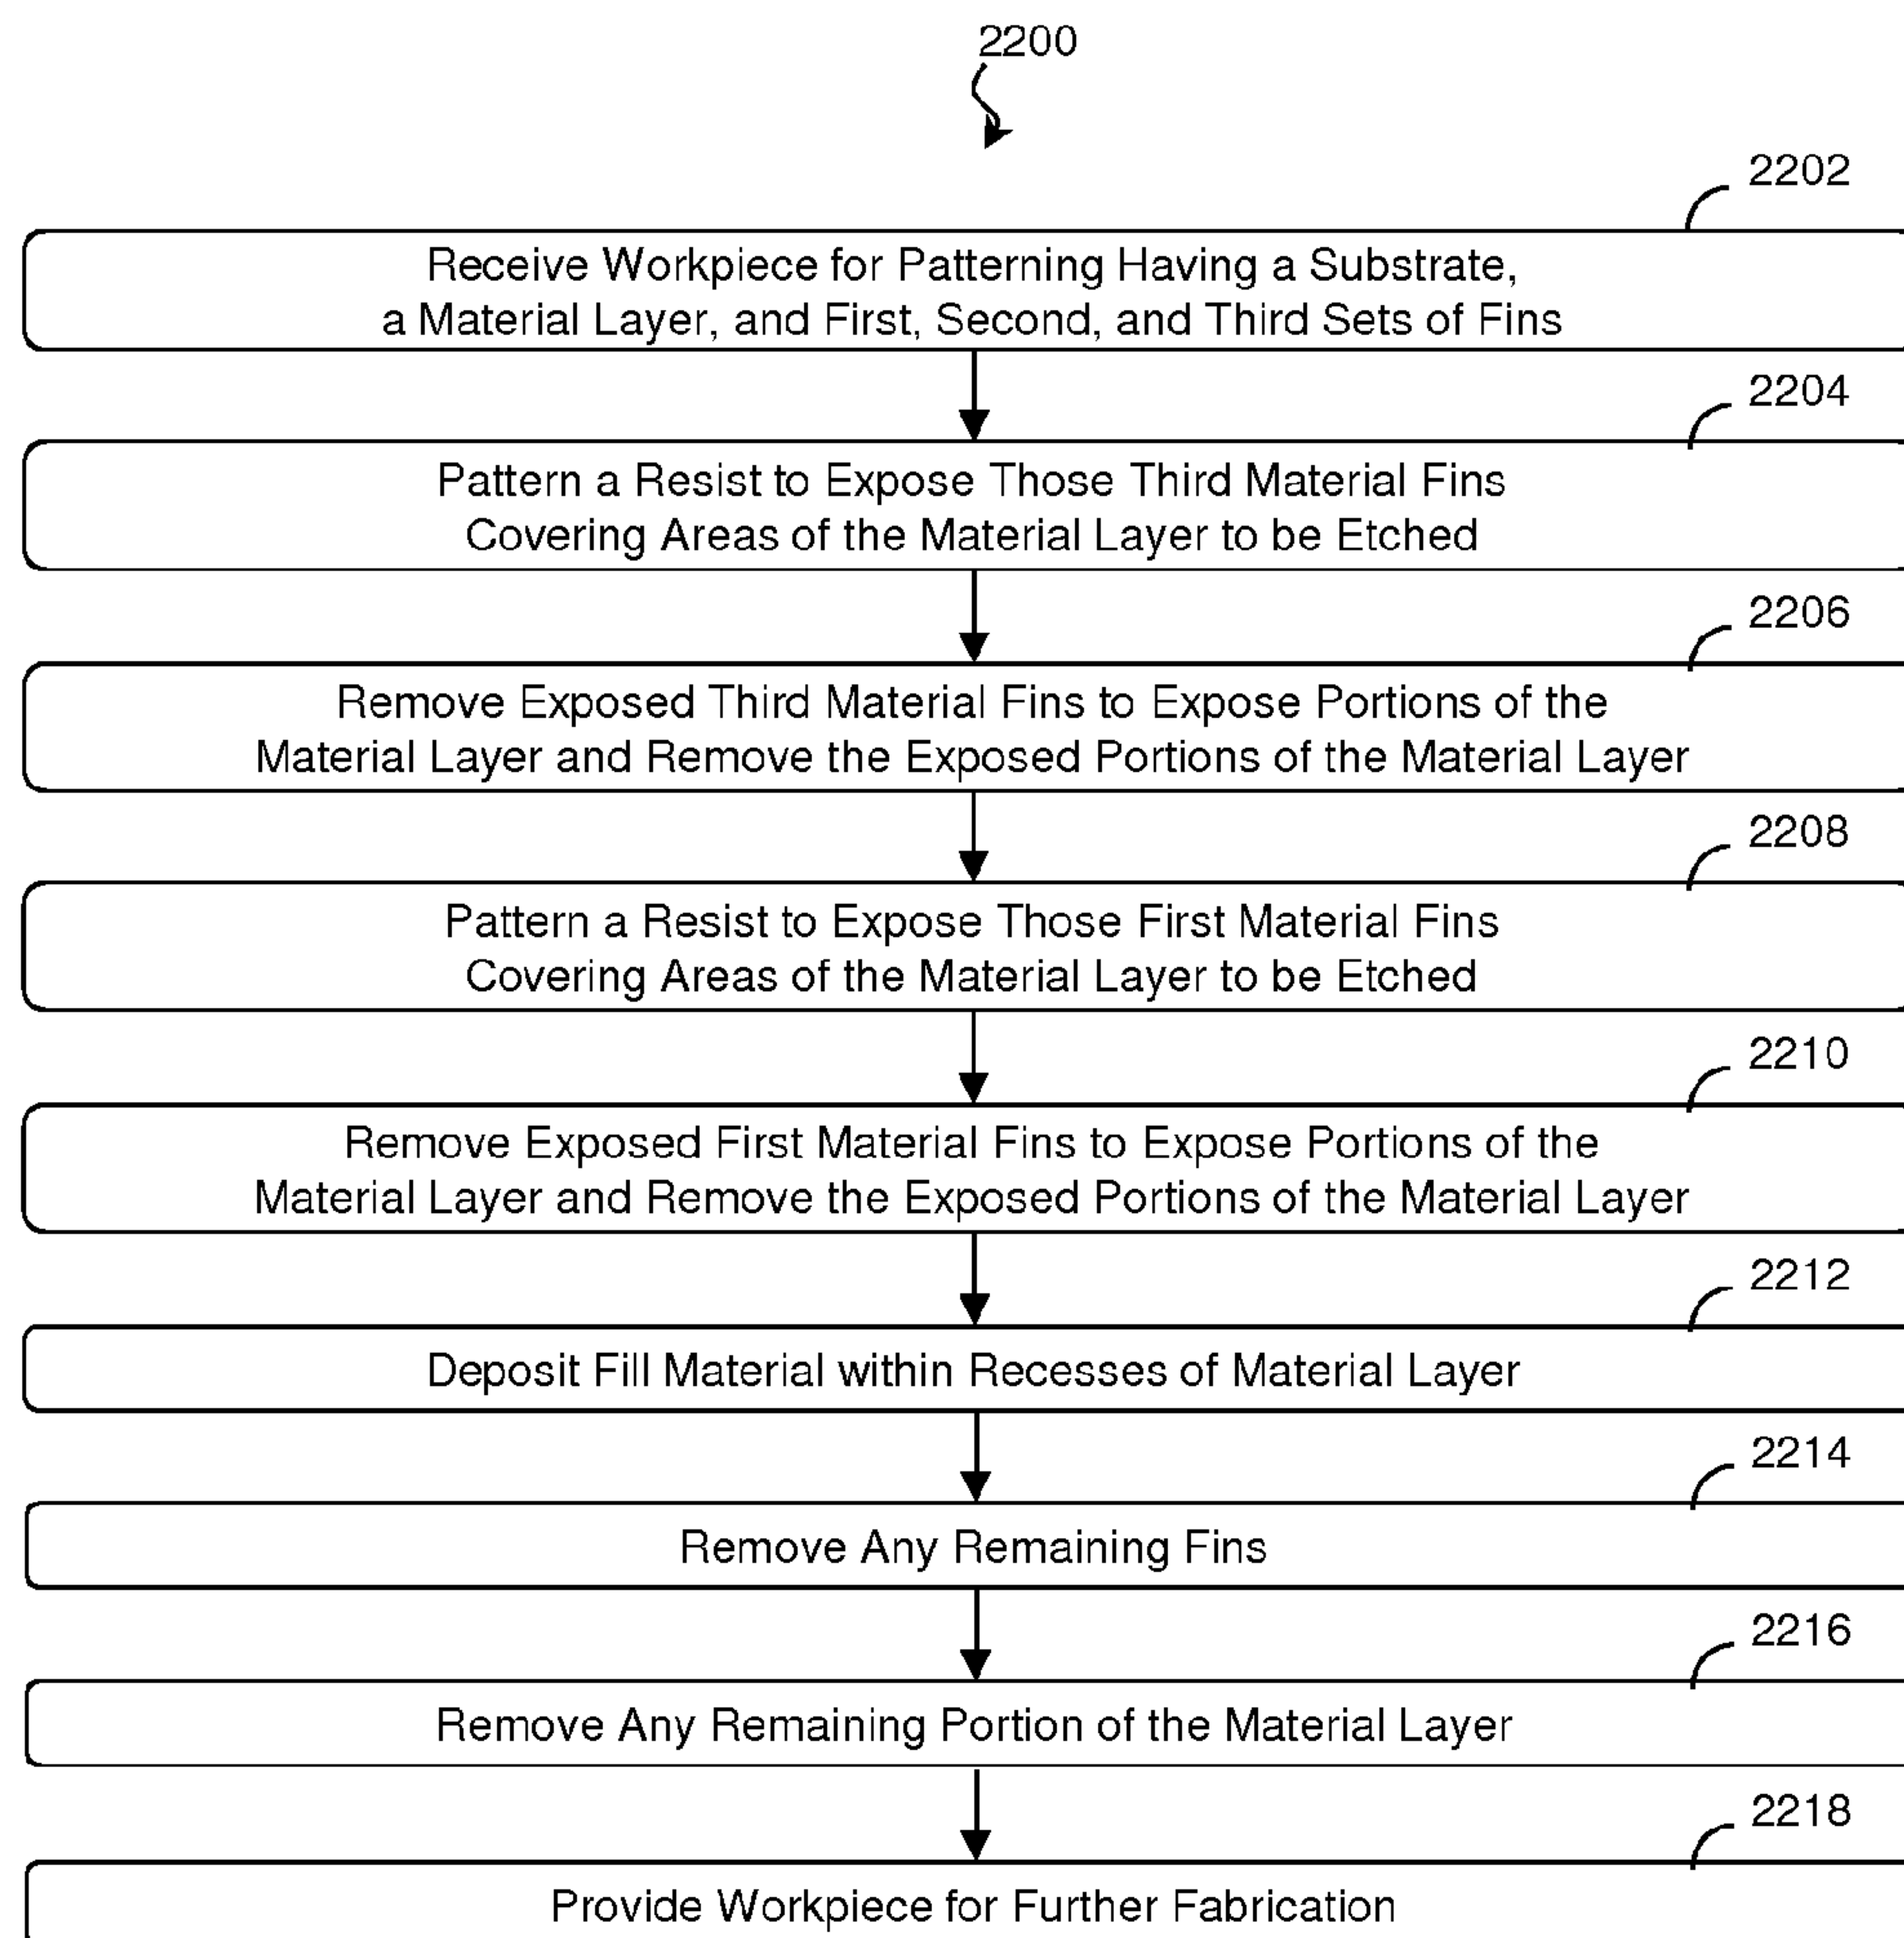 2200
2202
Receive Workpiece for Patterning Having a Substrate,
a Material Layer, and First, Second, and Third Sets of Fins
2204
Pattern a Resist to Expose Those Third Material Fins
Covering Areas of the Material Layer to be Etched
2206
Remove Exposed Third Material Fins to Expose Portions of the
Material Layer and Remove the Exposed Portions of the Material Layer
2208
Pattern a Resist to Expose Those First Material Fins
Covering Areas of the Material Layer to be Etched
2210
Remove Exposed First Material Fins to Expose Portions of the
Material Layer and Remove the Exposed Portions of the Material Layer
2212
Deposit Fill Material within Recesses of Material Layer
2214
Remove Any Remaining Fins
2216
Remove Any Remaining Portion of the Material Layer
2218
Provide Workpiece for Further Fabrication